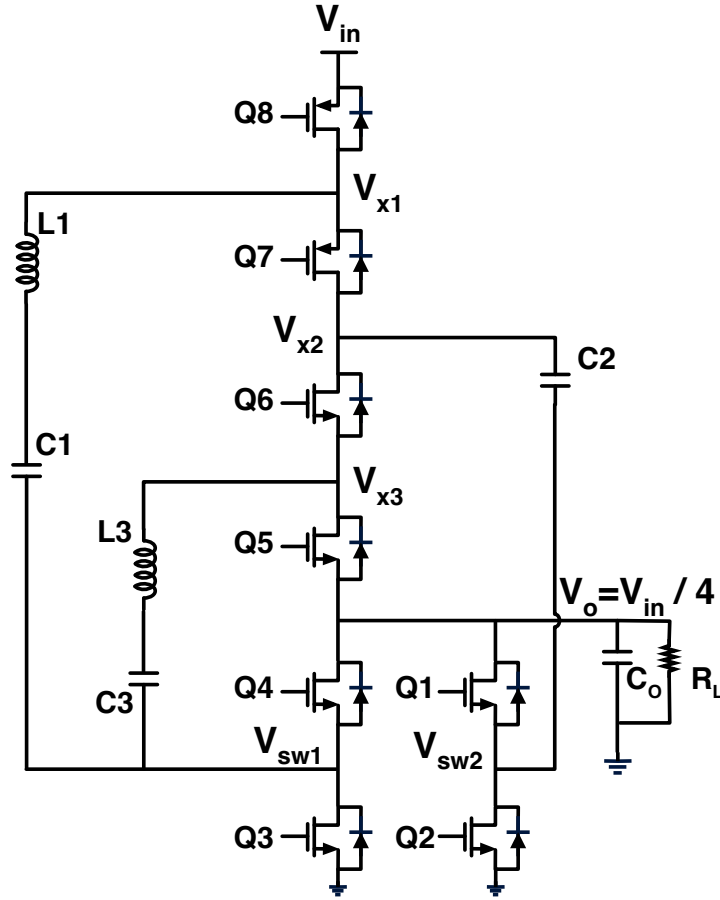 V_in
Q8
V_x1
L1
Q7
V_x2
C2
Q6
C1
V_x3
L3
Q5
V_o=V_in / 4
Q4
Q1
C_O
R_L
C3
V_sw1
V_sw2
Q3
Q2